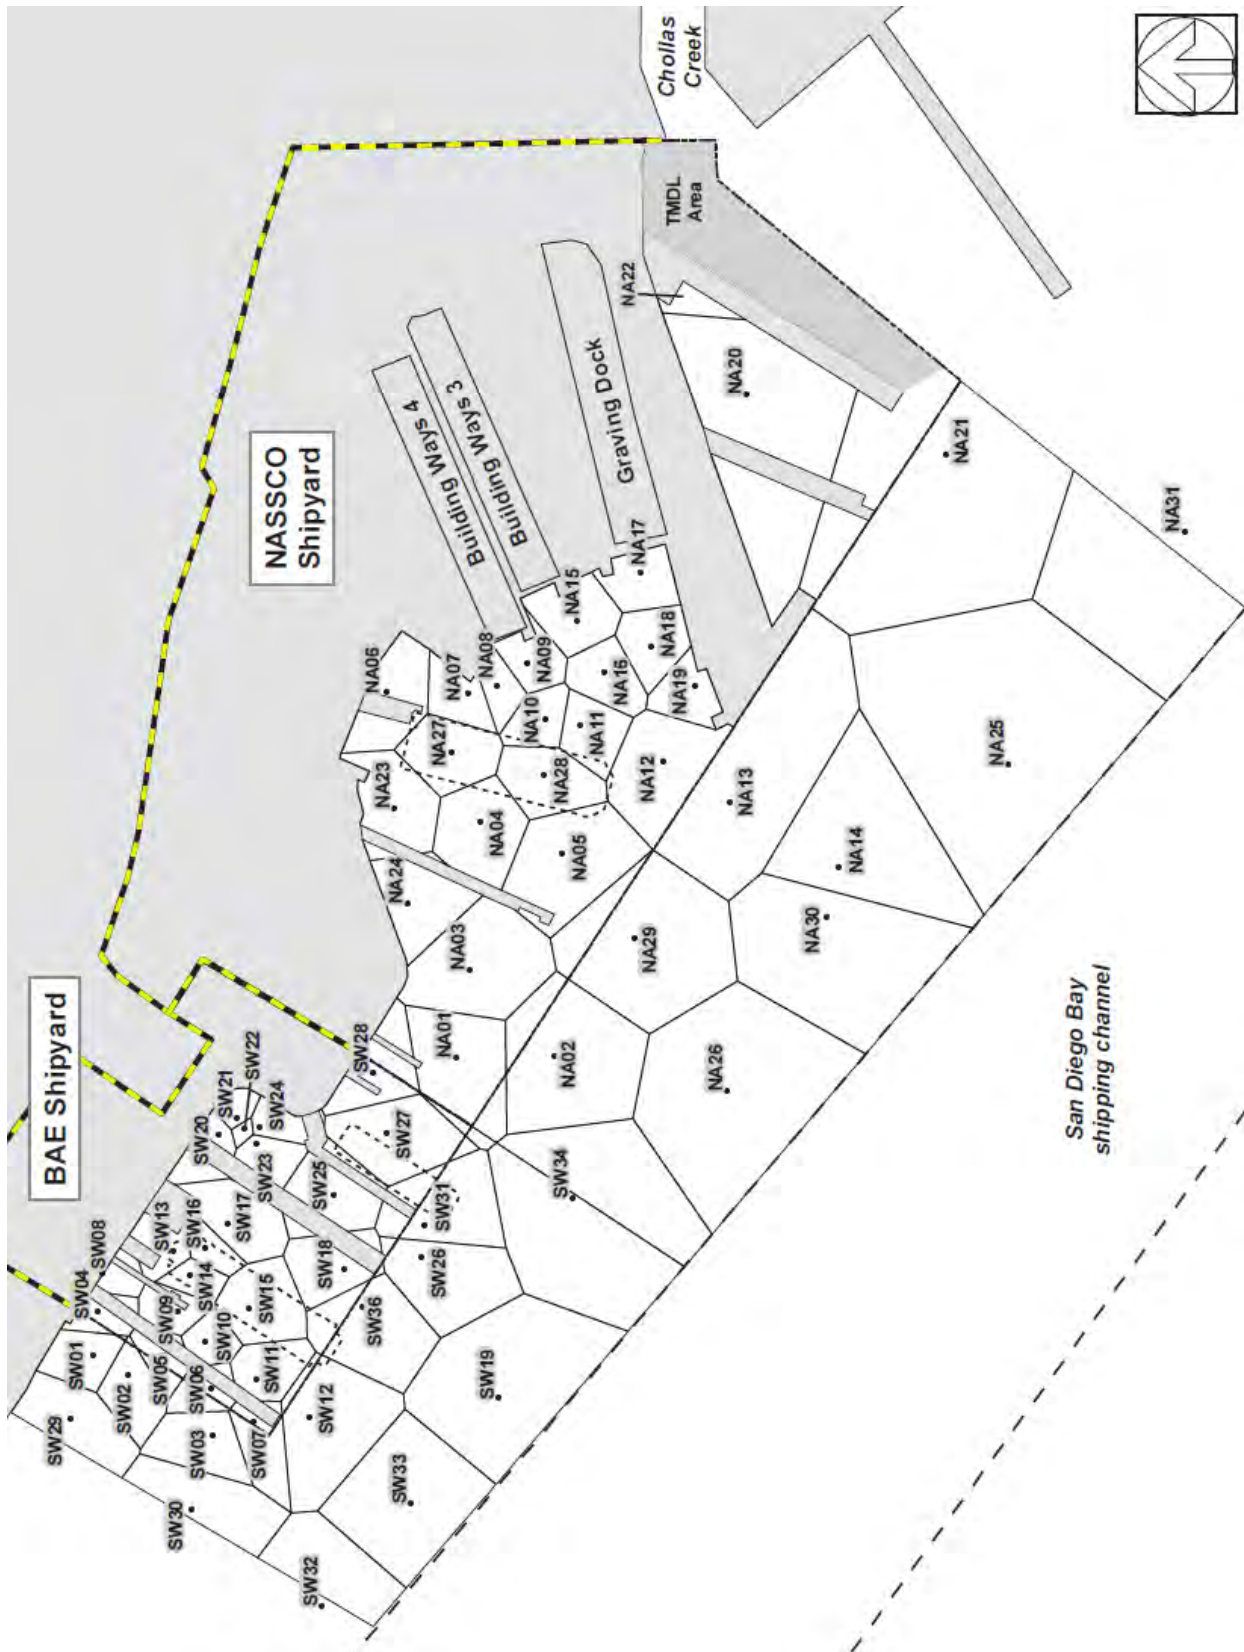 Chollas
Creek
TMDL
Area
NA22
NASSCO
Shipyard
Building Ways 4
Building Ways 3
Graving Dock
NA20
NA21
NA31
NA17
NA15
NA18
NA16
NA19
NA09
NA08
NA07
NA06
NA10
NA11
NA27
NA28
NA12
NA13
NA23
NA04
NA05
NA25
NA14
NA24
NA03
NA29
NA30
NA01
NA02
NA26
San Diego Bay
shipping channel
BAE Shipyard
SW28
SW22
SW21
SW24
SW20
SW23
SW27
SW25
SW31
SW34
SW08
SW13
SW16
SW17
SW18
SW26
SW04
SW14
SW09
SW15
SW10
SW36
SW01
SW02
SW05
SW06
SW11
SW12
SW19
SW29
SW03
SW07
SW33
SW30
SW32